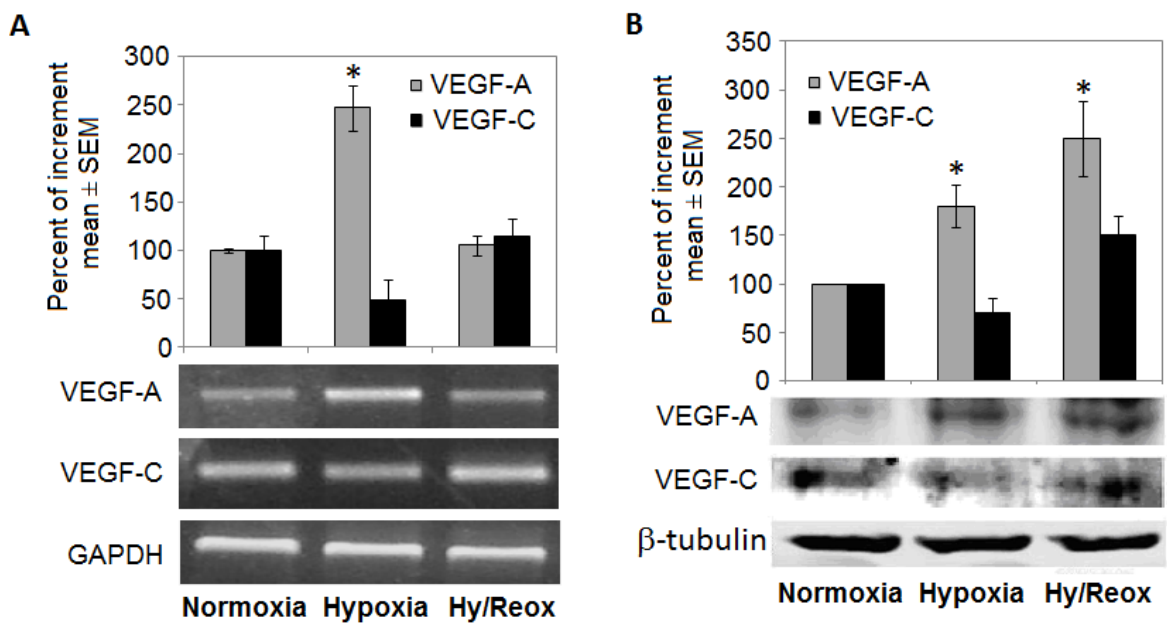 A
Percent of increment
mean ± SEM
300
250
200
150
100
50
0
*
VEGF-A
VEGF-C
VEGF-A
VEGF-C
GAPDH
Normoxia Hypoxia Hy/Reox
B
Percent of increment
mean ± SEM
350
300
250
200
150
100
50
0
VEGF-A
VEGF-C
*
*
VEGF-A
VEGF-C
β-tubulin
Normoxia Hypoxia Hy/Reox